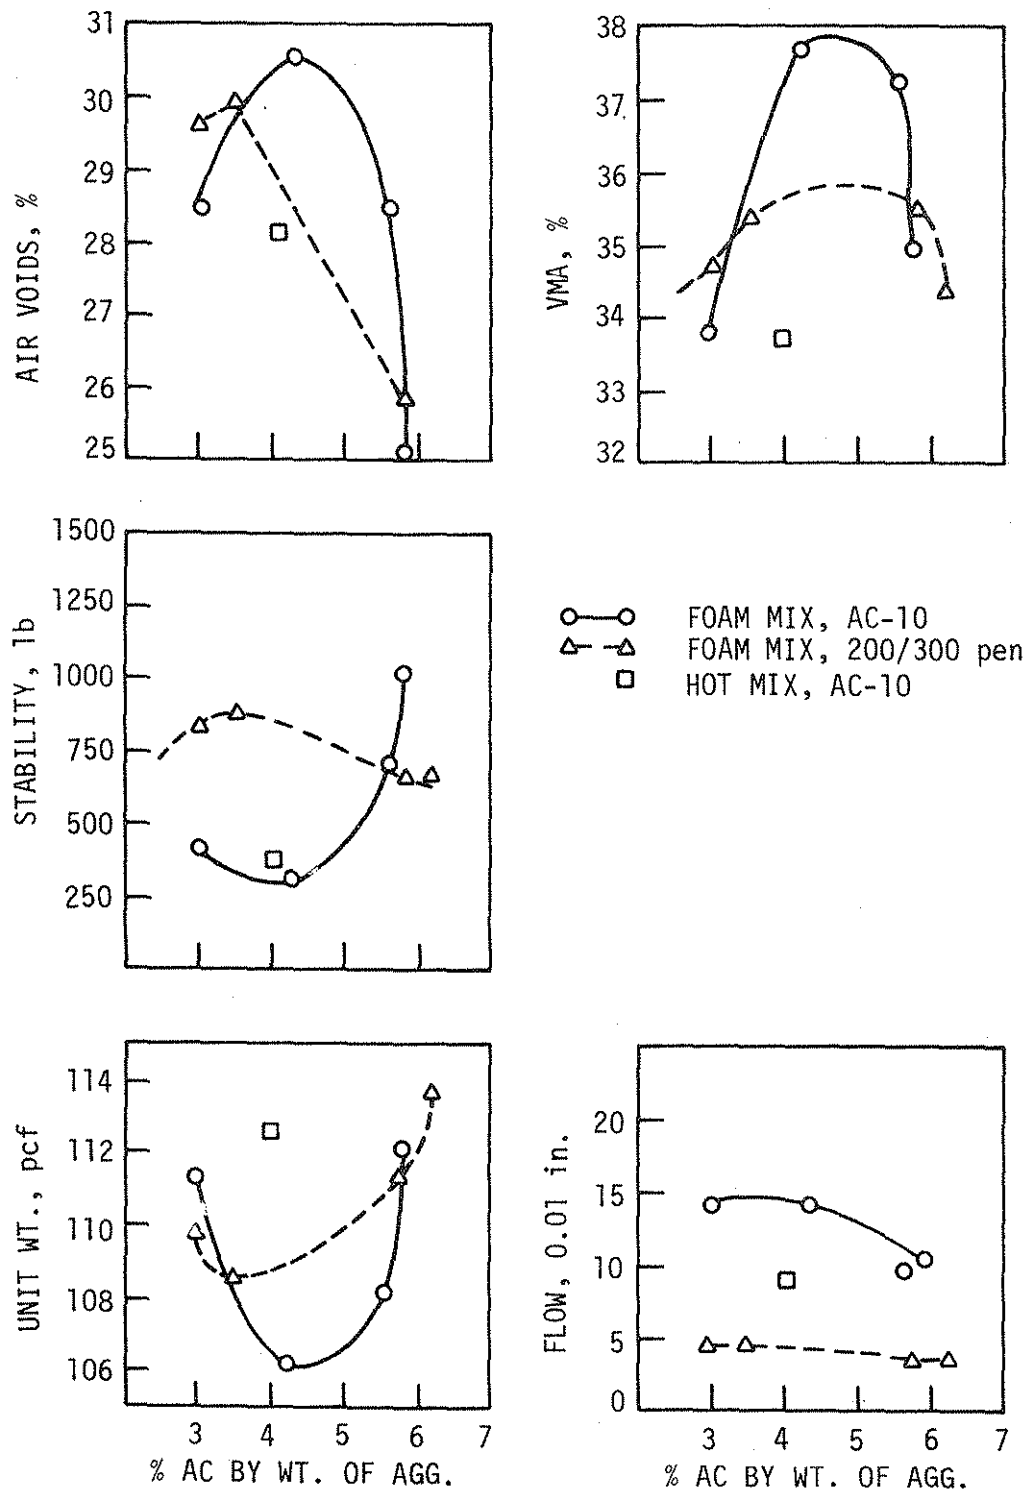 31
30
29
28
27
26
25
AIR VOIDS, %
38
37
36
35
34
33
32
VMA, %
1500
1250
1000
750
500
250
STABILITY, lb
FOAM MIX, AC-10
FOAM MIX, 200/300 pen
HOT MIX, AC-10
114
112
110
108
106
UNIT WT., pcf
3 4 5 6 7
% AC BY WT. OF AGG.
20
15
10
5
0
FLOW, 0.01 in.
3 4 5 6 7
% AC BY WT. OF AGG.